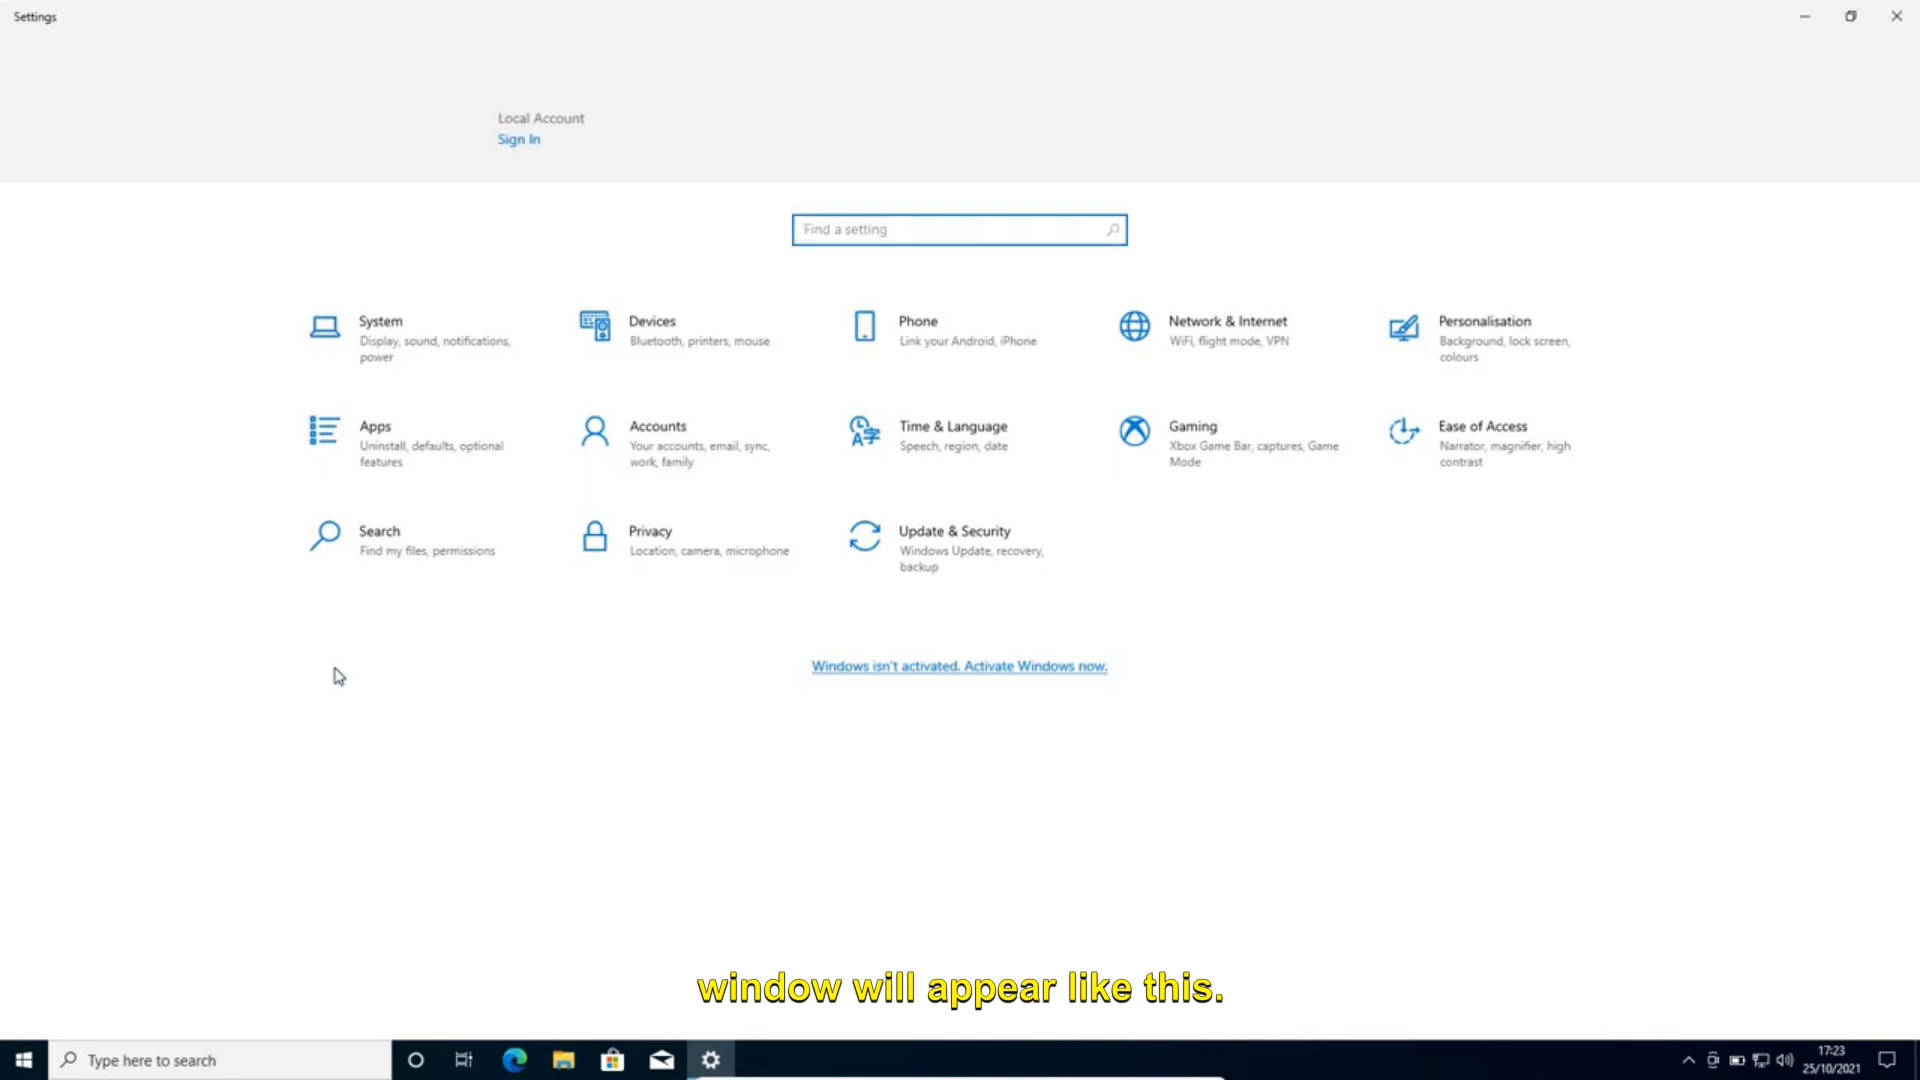 Settings
Local Account
Sign In
Find a setting
System
Display, sound, notifications,
power
Devices
Bluetooth, printers, mouse
Phone
Link your Android, iPhone
Network & Internet
WiFi, flight mode, VPN
Personalisation
Background, lock screen,
colours
Apps
Uninstall, defaults, optional
features
Accounts
Your accounts, email, sync,
work, family
Time & Language
Speech, region, date
Gaming
Xbox Game Bar, captures, Game
Mode
Ease of Access
Narrator, magnifier, high
contrast
Search
Find my files, permissions
Privacy
Location, camera, microphone
Update & Security
Windows Update, recovery,
backup
Windows isn't activated. Activate Windows now.
window will appear like this.
Type here to search
17:23
25/10/2021